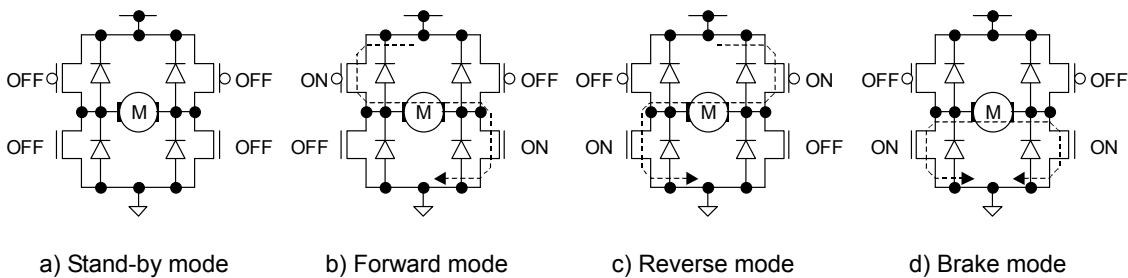 OFF OFF ON OFF OFF ON OFF OFF
M M M M
OFF OFF OFF ON ON OFF ON ON
a) Stand-by mode b) Forward mode c) Reverse mode d) Brake mode